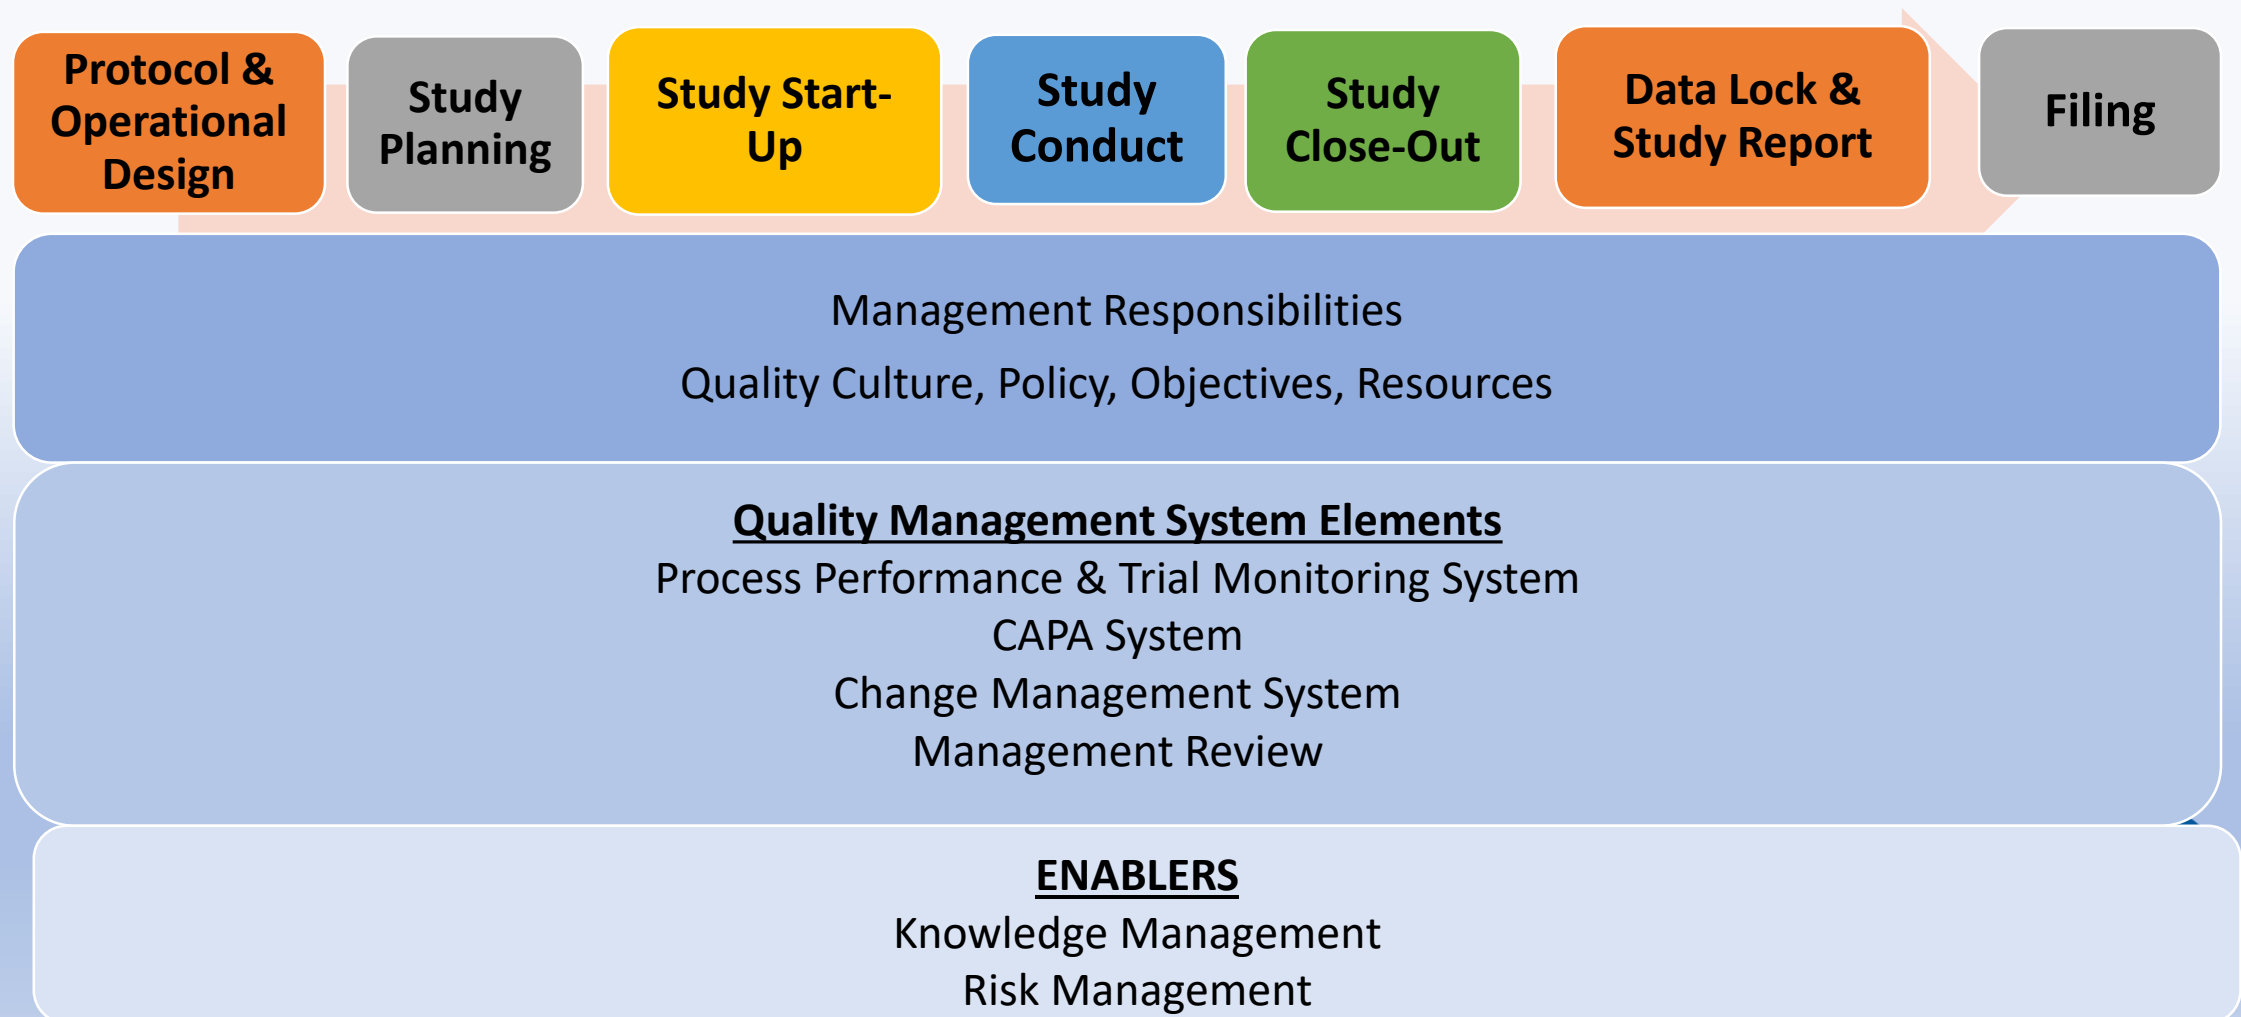 Protocol &
Operational
Design
Study
Planning
Study Start-
Up
Study
Conduct
Study
Close-Out
Data Lock &
Study Report
Filing
Management Responsibilities
Quality Culture, Policy, Objectives, Resources
Quality Management System Elements
Process Performance & Trial Monitoring System
CAPA System
Change Management System
Management Review
ENABLERS
Knowledge Management
Risk Management